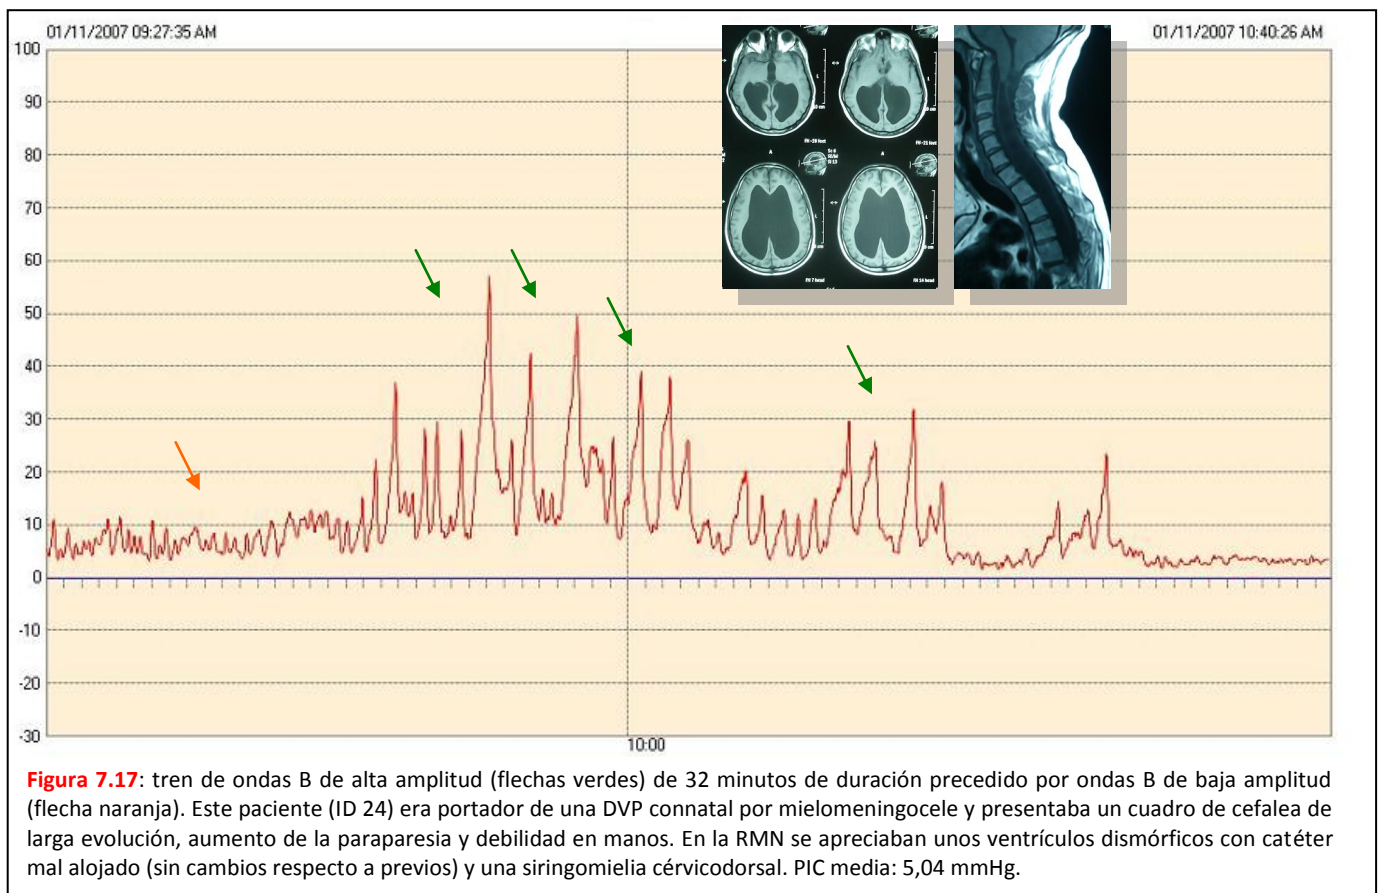 01/11/2007 09:27:35 AM
01/11/2007 10:40:26 AM
100
90
80
70
60
50
40
30
20
10
0
-10
-20
-30
10:00
Figura 7.17: tren de ondas B de alta amplitud (flechas verdes) de 32 minutos de duración precedido por ondas B de baja amplitud
(flecha naranja). Este paciente (ID 24) era portador de una DVP connatal por mielomeningocele y presentaba un cuadro de cefalea de
larga evolución, aumento de la paraparesia y debilidad en manos. En la RMN se apreciaban unos ventrículos dismórficos con catéter
mal alojado (sin cambios respecto a previos) y una siringomielia cérvicodorsal. PIC media: 5,04 mmHg.